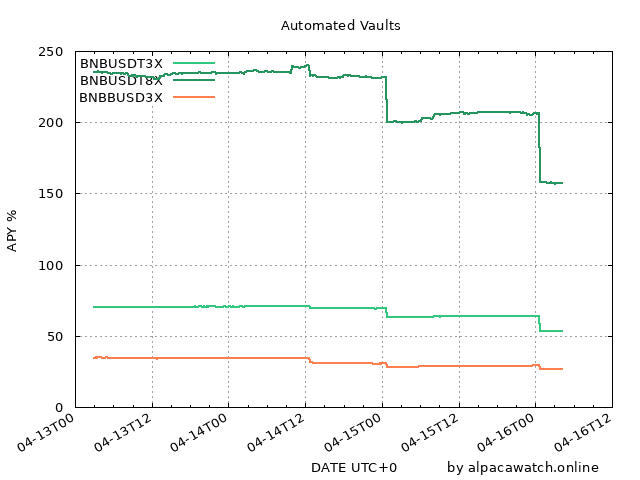 Automated Vaults
250
200
150
100
50
0
APY %
BNBUSDT3X
BNBUSDT8X
BNBBUSD3X
04-13T00
04-13T12
04-14T00
04-14T12
04-15T00
04-15T12
04-16T00
04-16T12
DATE UTC+0
by alpacawatch.online